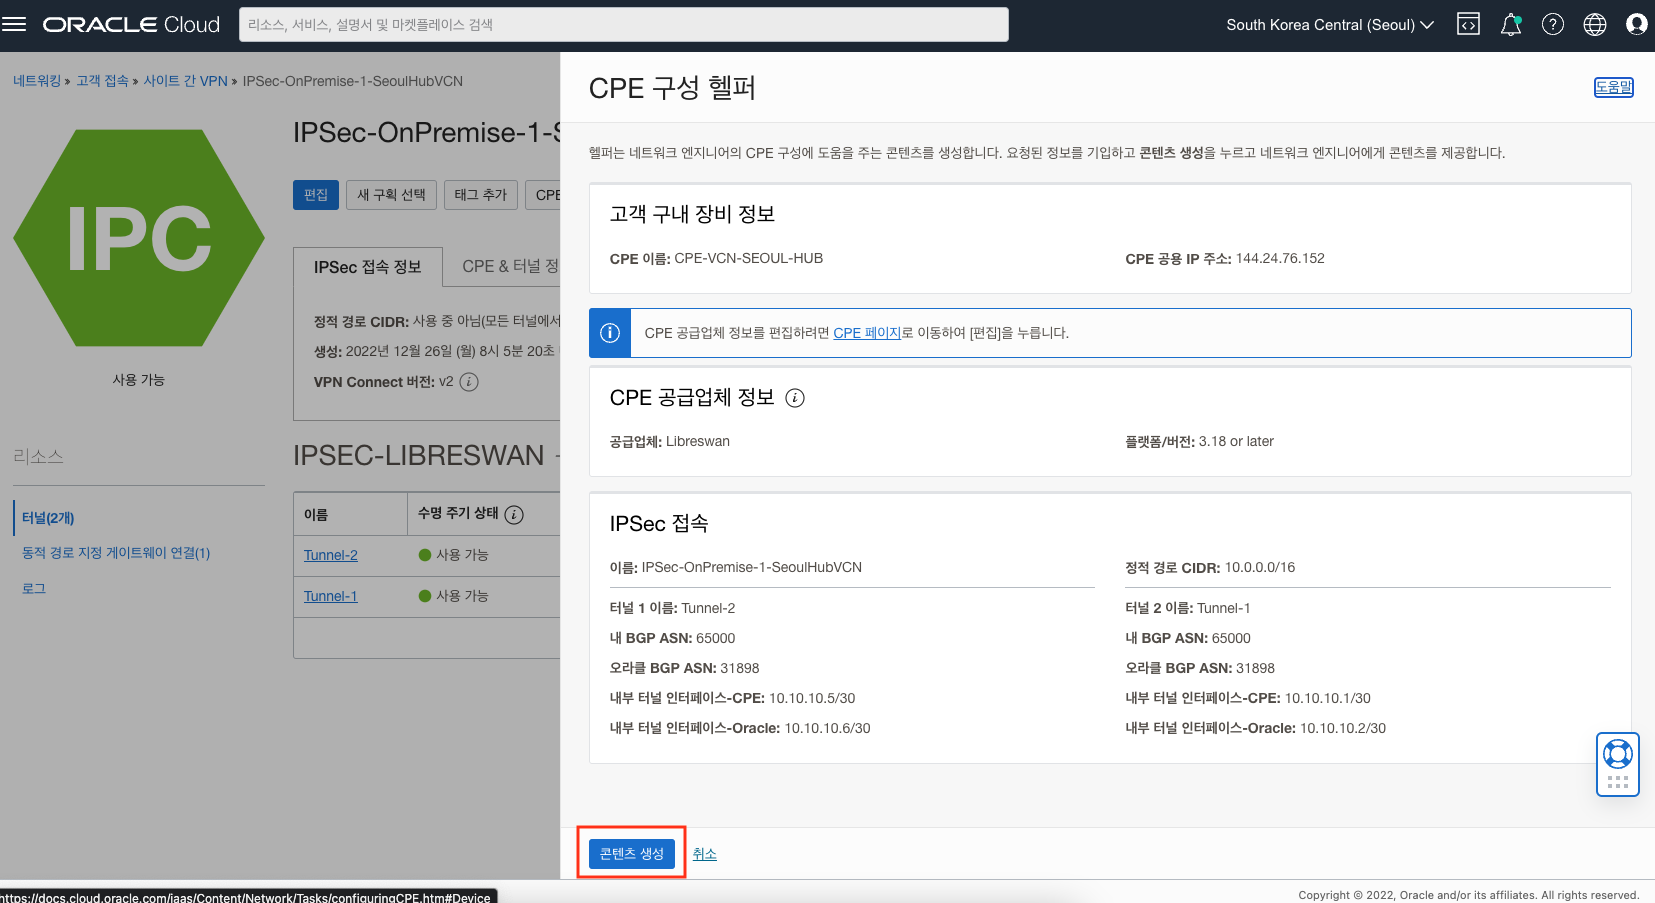 ORACLE Cloud
리소스, 서비스, 설명서 및 마켓플레이스 검색
South Korea Central (Seoul)
네트워킹 » 고객 접속 » 사이트 간 VPN » IPSec-OnPremise-1-SeoulHubVCN
IPC
사용 가능
IPSec-OnPremise-1-S
편집
새 구획 선택
태그 추가
CPE
IPSec 접속 정보
CPE & 터널 정
정적 경로 CIDR: 사용 중 아님(모든 터널에서
생성: 2022년 12월 26일 (월) 8시 5분 20초
VPN Connect 버전: v2
리소스
터널(2개)
동적 경로 지정 게이트웨이 연결(1)
로그
IPSEC-LIBRESWAN
이름
수명 주기 상태
Tunnel-2
사용 가능
Tunnel-1
사용 가능
CPE 구성 헬퍼
도움말
헬퍼는 네트워크 엔지니어의 CPE 구성에 도움을 주는 콘텐츠를 생성합니다. 요청된 정보를 기입하고 콘텐츠 생성을 누르고 네트워크 엔지니어에게 콘텐츠를 제공합니다.
고객 구내 장비 정보
CPE 이름: CPE-VCN-SEOUL-HUB
CPE 공용 IP 주소: 144.24.76.152
CPE 공급업체 정보를 편집하려면 CPE 페이지로 이동하여 [편집]을 누릅니다.
CPE 공급업체 정보
공급업체: Libreswan
플랫폼/버전: 3.18 or later
IPSec 접속
이름: IPSec-OnPremise-1-SeoulHubVCN
정적 경로 CIDR: 10.0.0.0/16
터널 1 이름: Tunnel-2
내 BGP ASN: 65000
오라클 BGP ASN: 31898
내부 터널 인터페이스-CPE: 10.10.10.5/30
내부 터널 인터페이스-Oracle: 10.10.10.6/30
터널 2 이름: Tunnel-1
내 BGP ASN: 65000
오라클 BGP ASN: 31898
내부 터널 인터페이스-CPE: 10.10.10.1/30
내부 터널 인터페이스-Oracle: 10.10.10.2/30
콘텐츠 생성
취소
https://docs.cloud.oracle.com/iaas/Content/Network/Tasks/configuringCPE.htm#Device
Copyright © 2022, Oracle and/or its affiliates. All rights reserved.